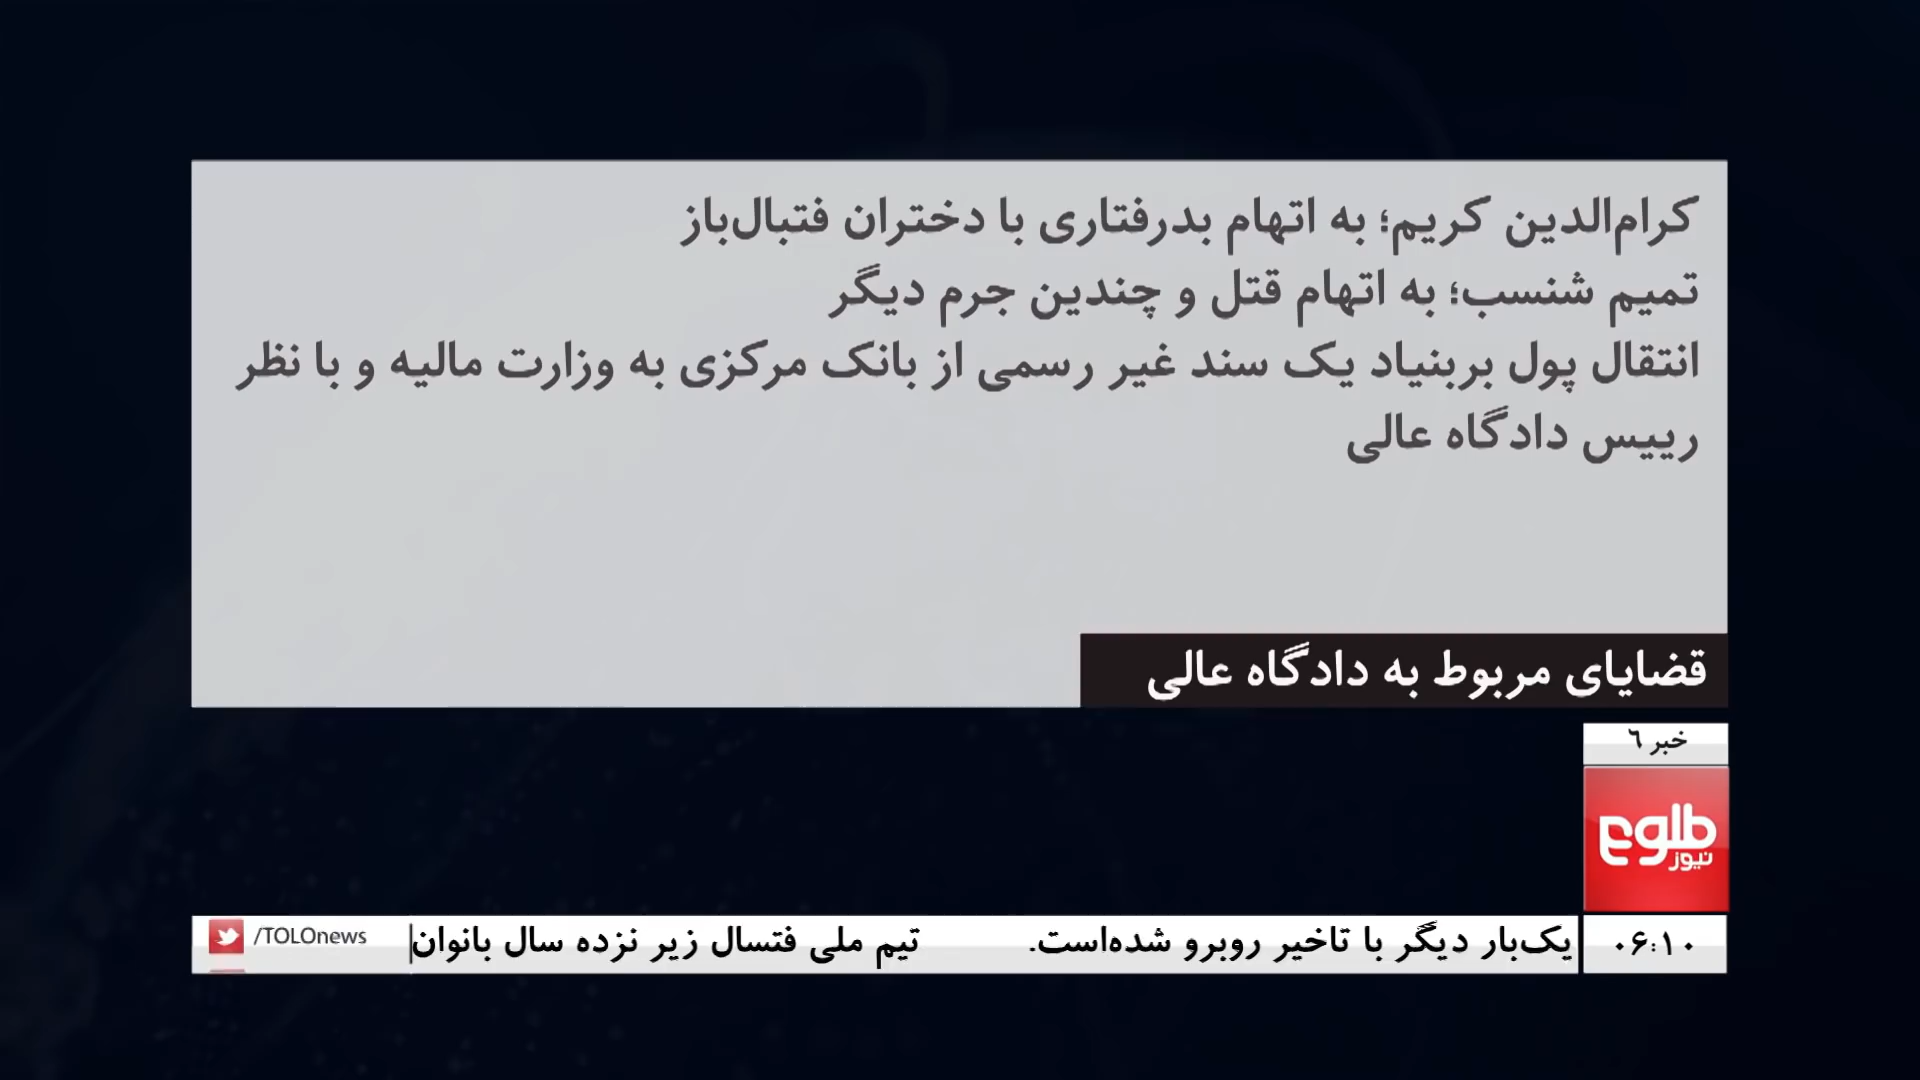 کرام‌الدین کریم؛ به اتهام بدرفتاری با دختران فتبال‌باز
تمیم شنسب؛ به اتهام قتل و چندین جرم دیگر
انتقال پول بربنیاد یک سند غیر رسمی از بانک مرکزی به وزارت مالیه و با نظر
رییس دادگاه عالی
قضایای مربوط به دادگاه عالی
خبر ٦
طلوع
نیوز
۰۶:۱۰
یک‌بار دیگر با تاخیر روبرو شده‌است. تیم ملی فتسال زیر نزده سال بانوان
/TOLOnews